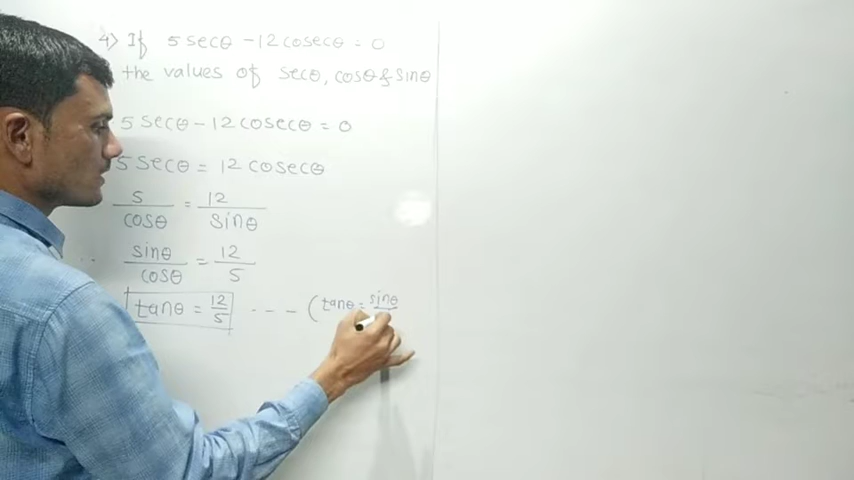 4) If 5 secθ - 12 cosecθ = 0
the values of secθ, cosθ & sinθ
5 secθ - 12 cosecθ = 0
5 secθ = 12 cosecθ
5/cosθ = 12/sinθ
sinθ/cosθ = 12/5
tanθ = 12/5 --- (tanθ = sinθ